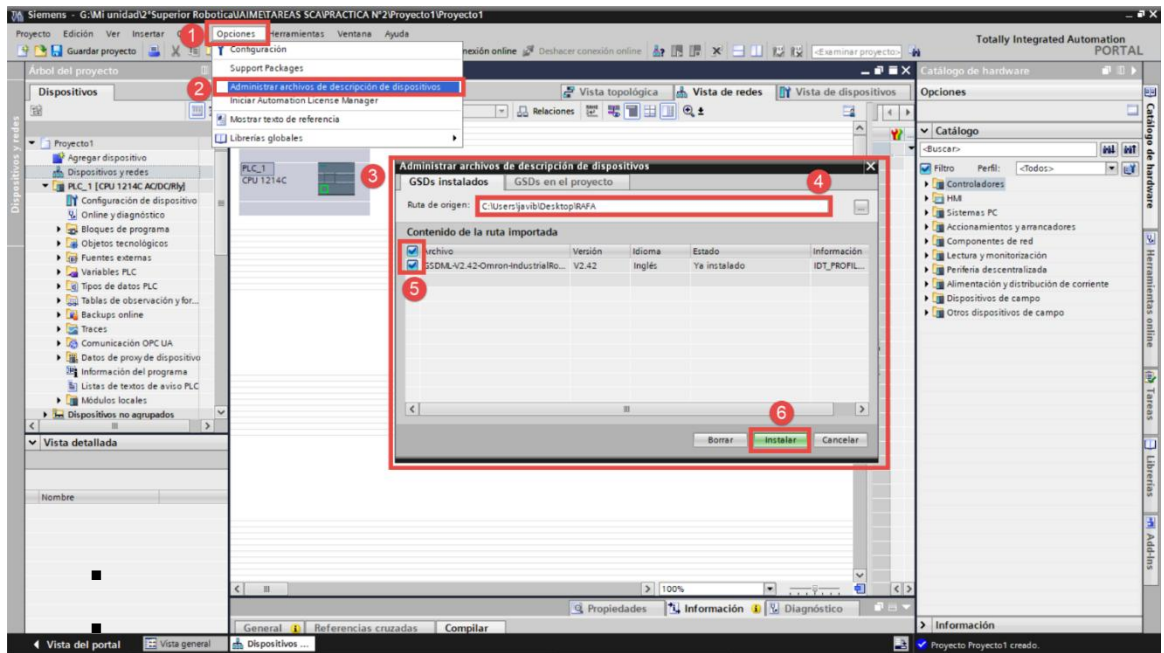 Siemens - G:\Mi unidad\2°Superior Robotica\JAIME\TAREAS SCA\PRACTICA Nº2\Proyecto1\Proyecto1
Proyecto Edición Ver Insertar
1
Opciones
Herramientas Ventana Ayuda
Totally Integrated Automation
PORTAL
Guardar proyecto
Configuración
Support Packages
2
Administrar archivos de descripción de dispositivos
Iniciar Automation License Manager
Mostrar texto de referencia
Librerías globales
nexión online
Deshacer conexión online
<Examinar proyecto>
Árbol del proyecto
Dispositivos
Dispositivos y redes
Proyecto1
Agregar dispositivo
Dispositivos y redes
PLC_1 [CPU 1214C AC/DC/Rly]
Configuración de dispositivo
Online y diagnóstico
Bloques de programa
Objetos tecnológicos
Fuentes externas
Variables PLC
Tipos de datos PLC
Tablas de observación y for...
Backups online
Traces
Comunicación OPC UA
Datos de proxy de dispositivo
Información del programa
Listas de textos de aviso PLC
Módulos locales
Dispositivos no agrupados
Vista detallada
Nombre
Vista topológica
Vista de redes
Vista de dispositivos
Relaciones
PLC_1
CPU 1214C
3
Administrar archivos de descripción de dispositivos
GSDs instalados
GSDs en el proyecto
4
Ruta de origen:
C:\Users\javib\Desktop\RAFA
Contenido de la ruta importada
Archivo Versión Idioma Estado Información
GSDML-V2.42-Omron-IndustrialRo... V2.42 Inglés Ya instalado IDT_PROFIL...
5
6
Borrar
Instalar
Cancelar
100%
Propiedades
Información
Diagnóstico
General
Referencias cruzadas
Compilar
Catálogo de hardware
Opciones
Catálogo
<Buscar>
Filtro Perfil: <Todos>
Controladores
HMI
Sistemas PC
Accionamientos y arrancadores
Componentes de red
Lectura y monitorización
Periferia descentralizada
Alimentación y distribución de corriente
Dispositivos de campo
Otros dispositivos de campo
Información
Catálogo de hardware
Herramientas online
Tareas
Librerías
Add-Ins
Vista del portal
Vista general
Dispositivos ...
Proyecto Proyecto1 creado.